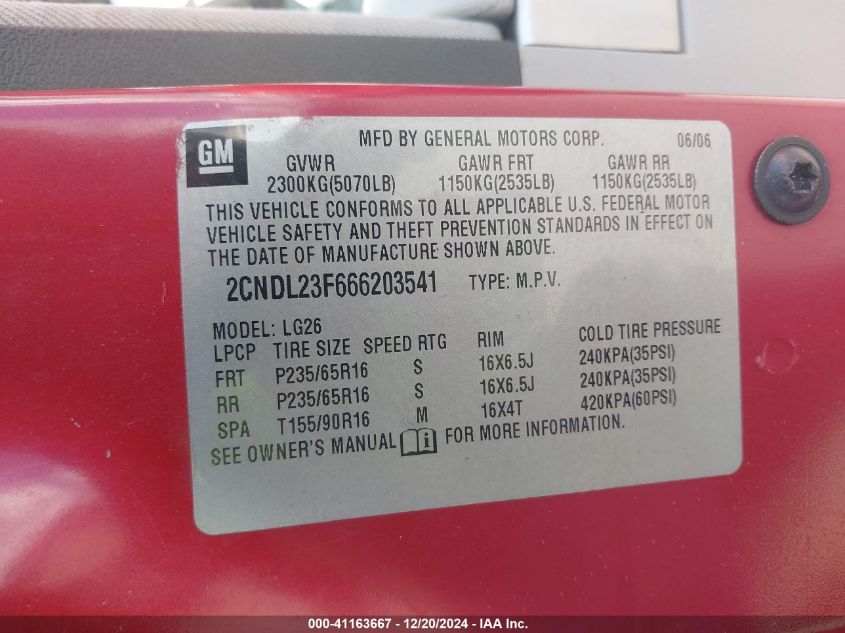 GM
MFD BY GENERAL MOTORS CORP. 06/06
GVWR GAWR FRT GAWR RR
2300KG(5070LB) 1150KG(2535LB) 1150KG(2535LB)
THIS VEHICLE CONFORMS TO ALL APPLICABLE U.S. FEDERAL MOTOR
VEHICLE SAFETY AND THEFT PREVENTION STANDARDS IN EFFECT ON
THE DATE OF MANUFACTURE SHOWN ABOVE.
2CNDL23F666203541 TYPE: M.P.V.
MODEL: LG26
LPCP TIRE SIZE SPEED RTG RIM COLD TIRE PRESSURE
FRT P235/65R16 S 16X6.5J 240KPA(35PSI)
RR P235/65R16 S 16X6.5J 240KPA(35PSI)
SPA T155/90R16 M 16X4T 420KPA(60PSI)
SEE OWNER'S MANUAL i FOR MORE INFORMATION.
000-41163667 - 12/20/2024 - IAA Inc.